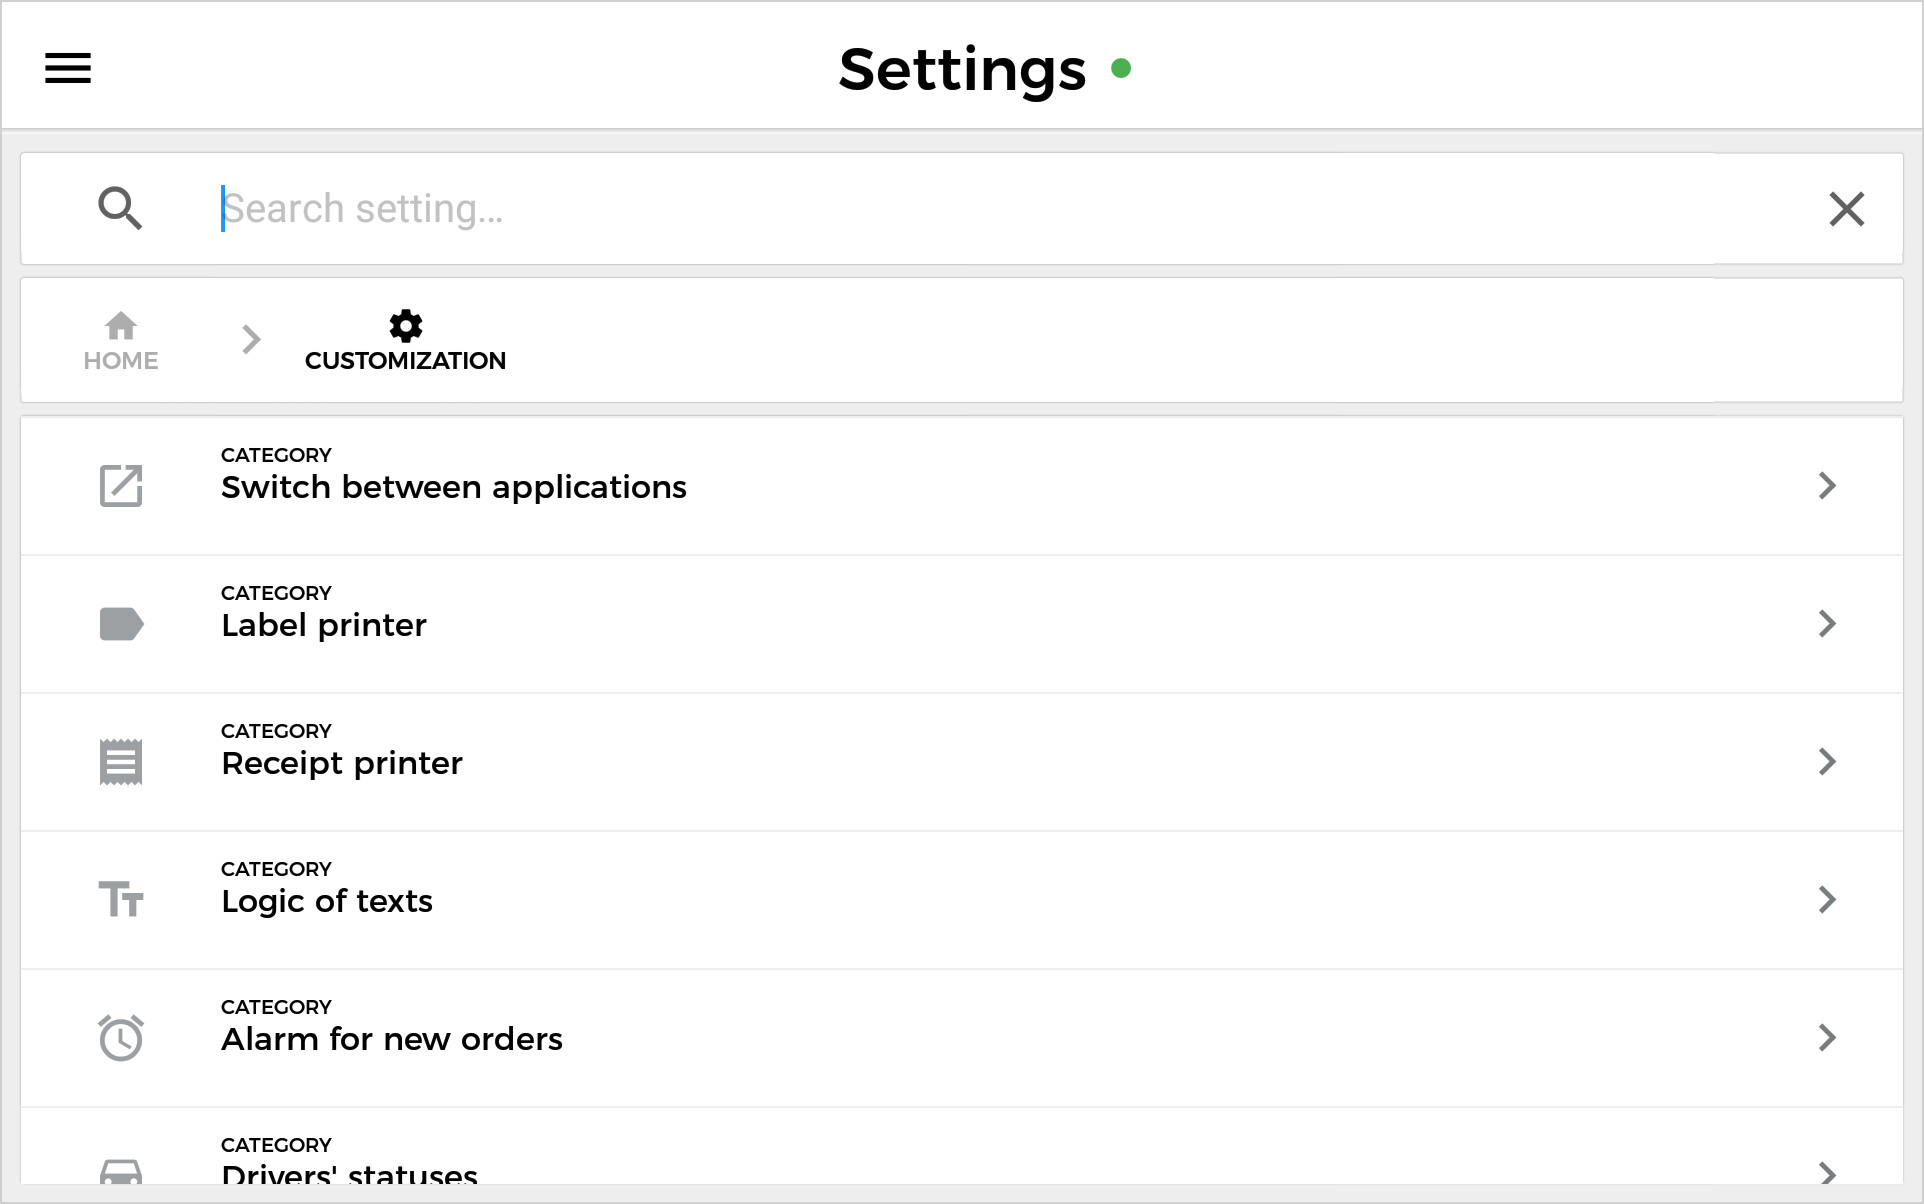 Settings
Search setting...
HOME
CUSTOMIZATION
CATEGORY
Switch between applications
CATEGORY
Label printer
CATEGORY
Receipt printer
CATEGORY
Logic of texts
CATEGORY
Alarm for new orders
CATEGORY
Drivers' statuses